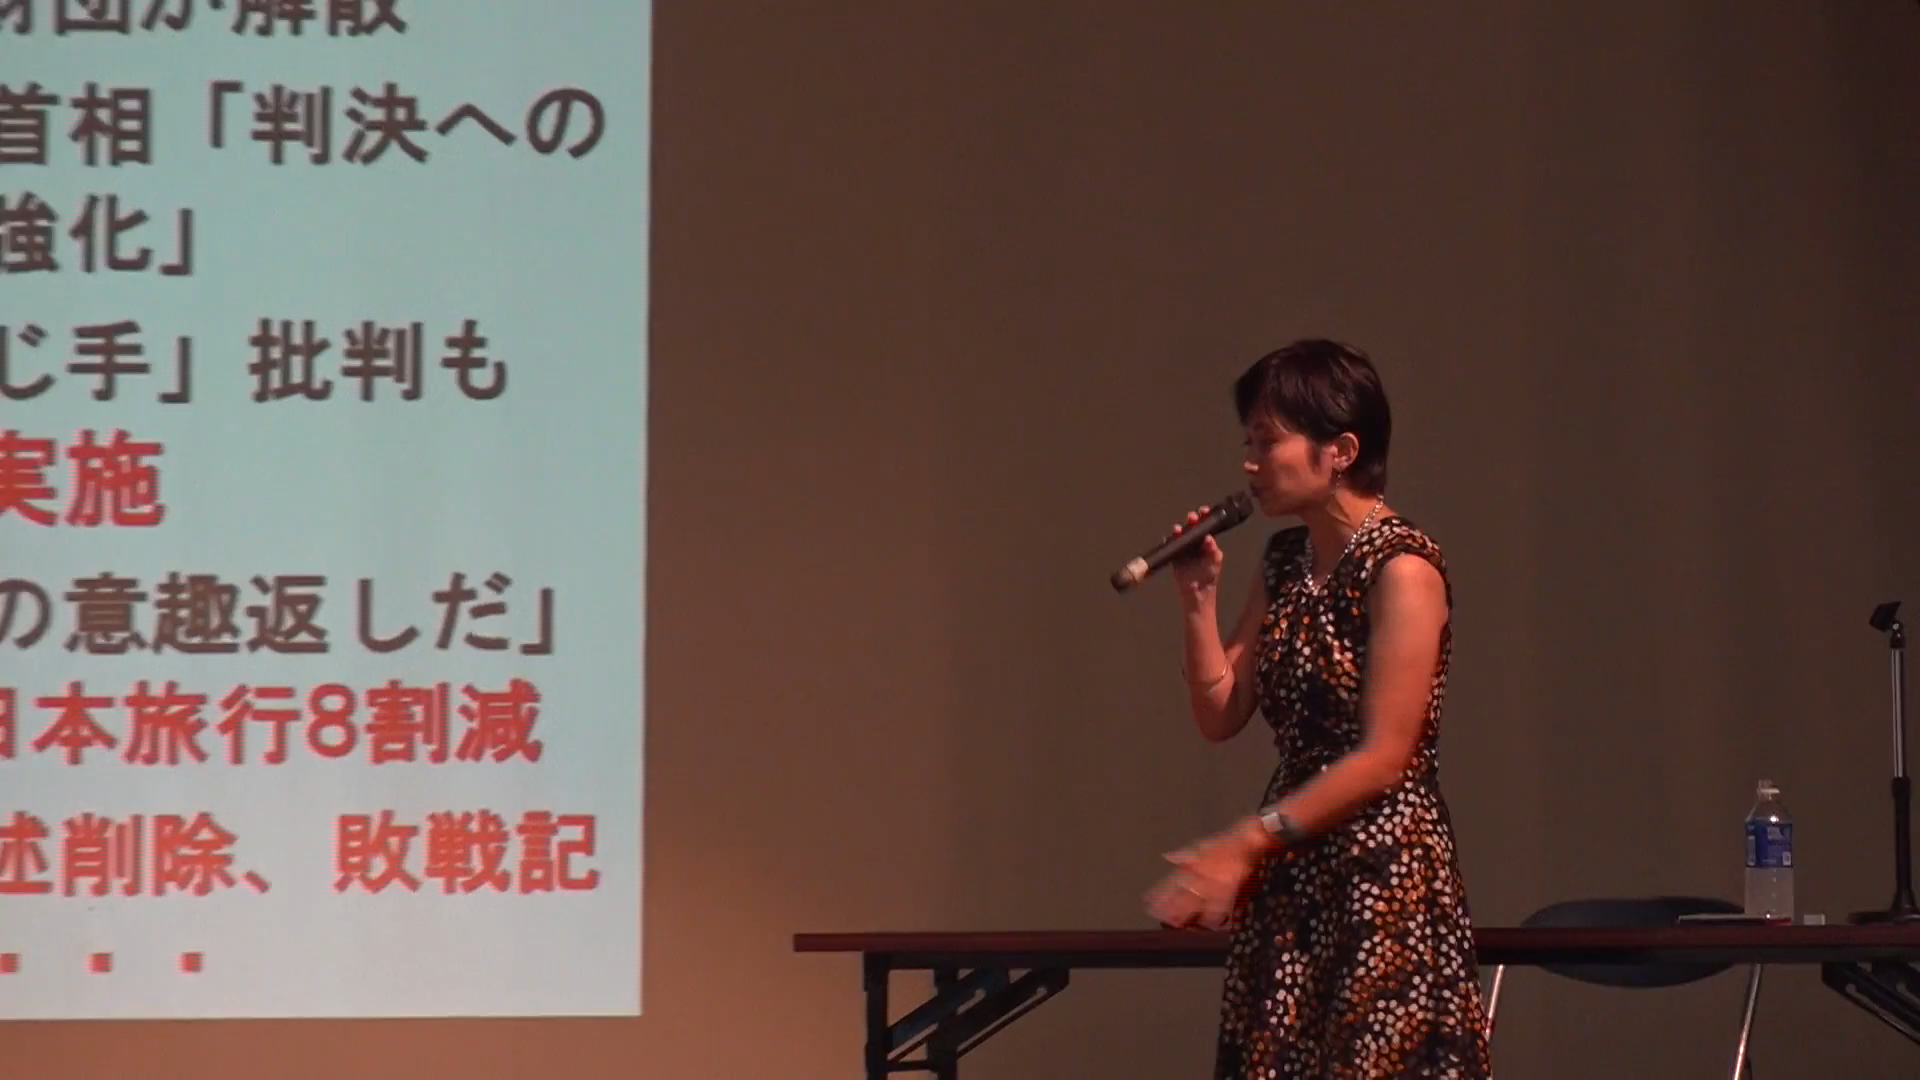 財団が解散
首相「判決への
強化」
じ手」批判も
実施
の意趣返しだ」
日本旅行8割減
述削除、敗戦記
・・・